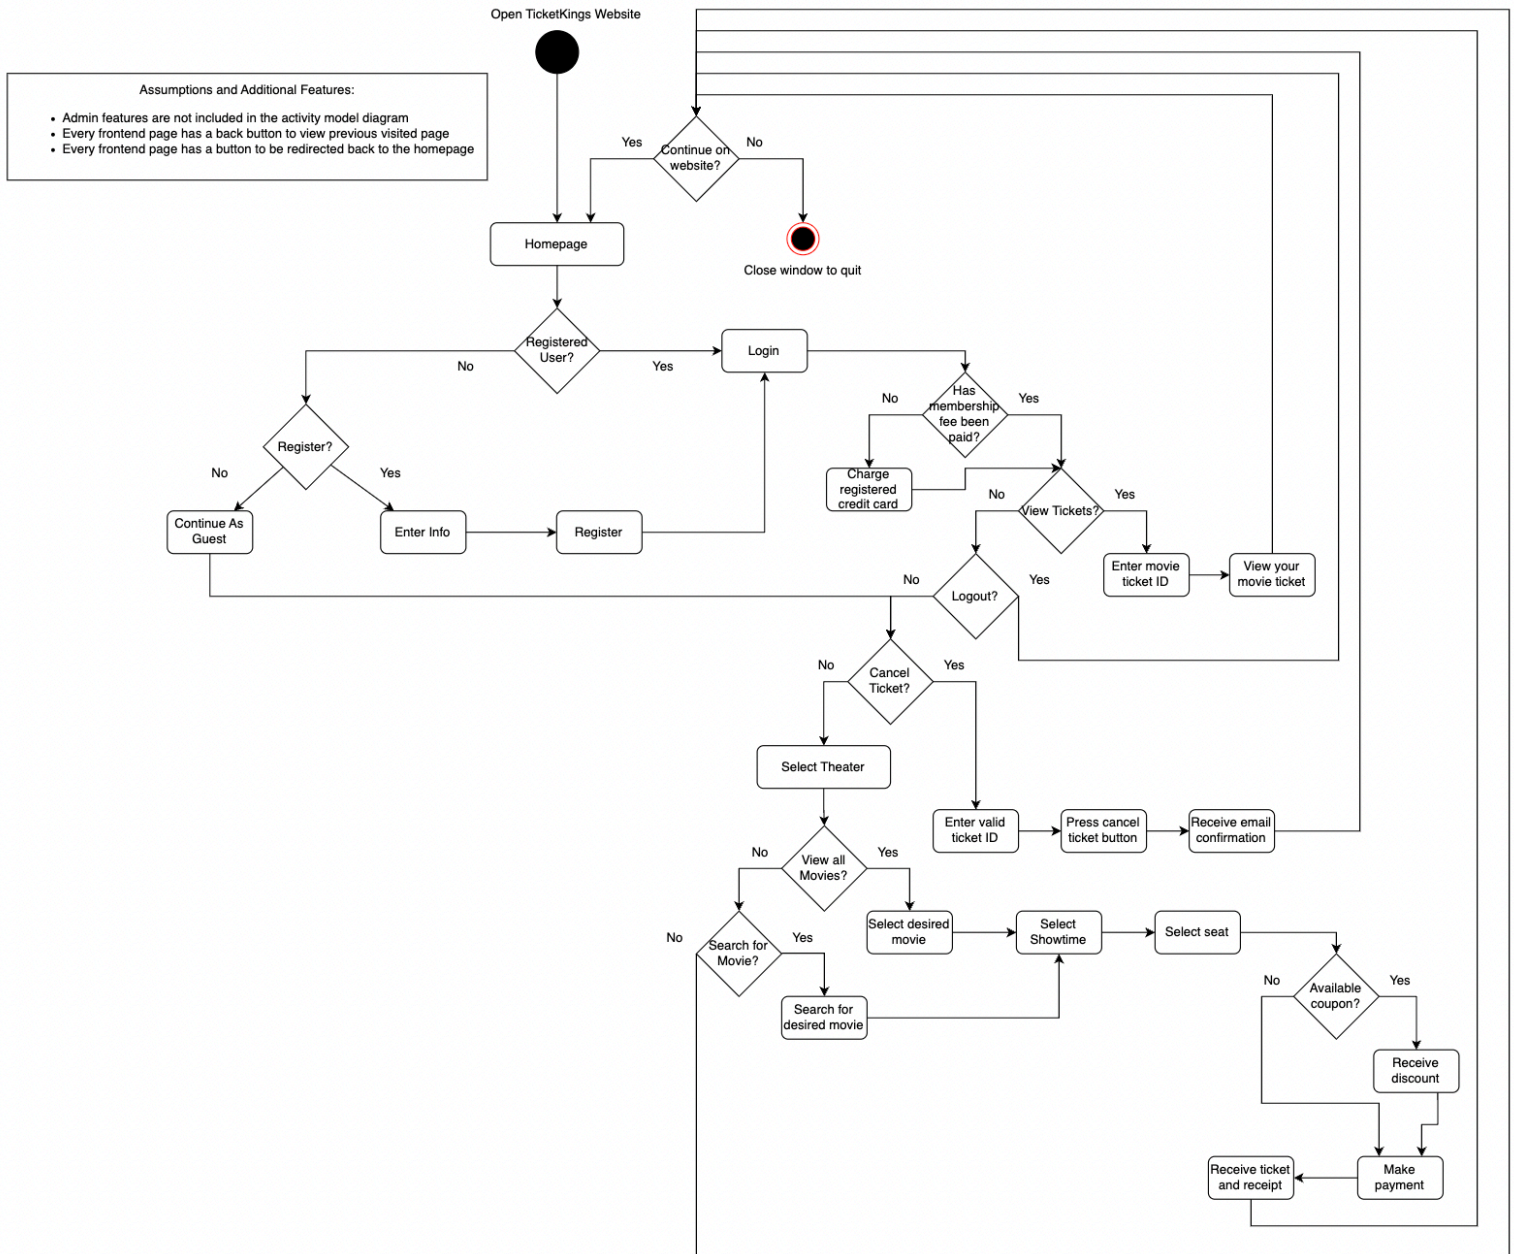 Open TicketKings Website
Assumptions and Additional Features:
• Admin features are not included in the activity model diagram
• Every frontend page has a back button to view previous visited page
• Every frontend page has a button to be redirected back to the homepage
Yes
No
Continue on
website?
Homepage
Close window to quit
Registered
User?
No
Yes
Login
Has
membership
fee been
paid?
No
Yes
Register?
No
Yes
Charge
registered
credit card
No
Yes
View Tickets?
Continue As
Guest
Enter Info
Register
Enter movie
ticket ID
View your
movie ticket
No
Yes
Logout?
No
Yes
Cancel
Ticket?
Select Theater
Enter valid
ticket ID
Press cancel
ticket button
Receive email
confirmation
No
Yes
View all
Movies?
Select desired
movie
Select
Showtime
Select seat
No
Yes
Search for
Movie?
No
Yes
Available
coupon?
Search for
desired movie
Receive
discount
Receive ticket
and receipt
Make
payment